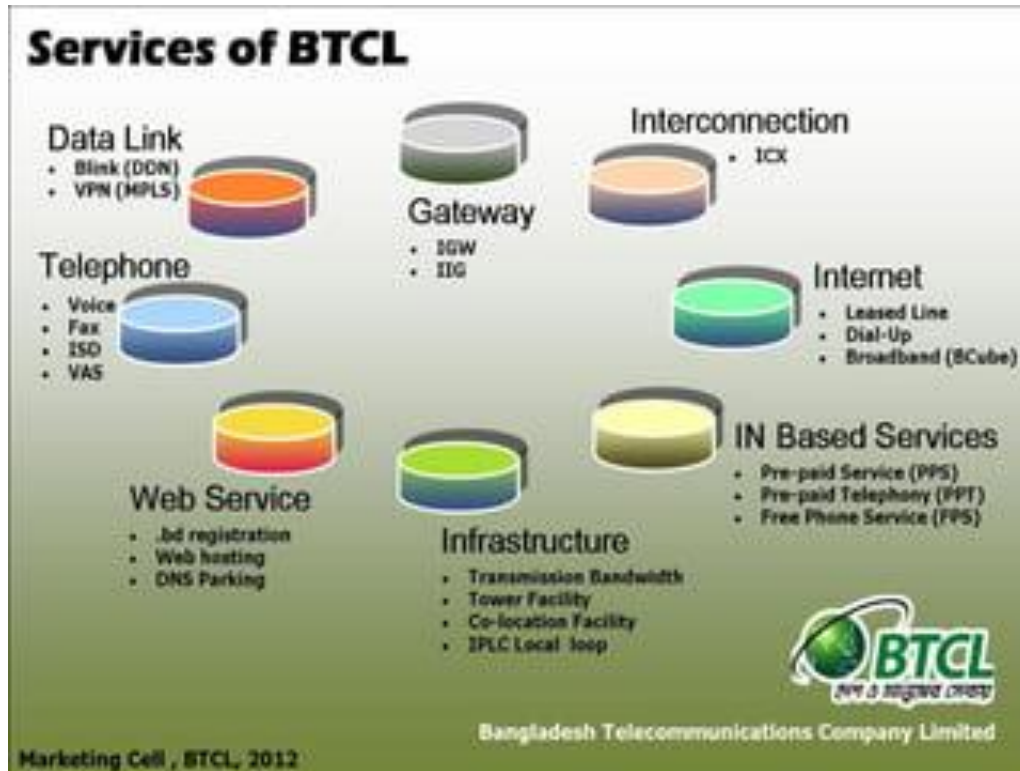 Services of BTCL
Data Link
• Blink (DDN)
• VPN (MPLS)
Gateway
• IGW
• IIG
Interconnection
• ICX
Telephone
• Voice
• Fax
• ISD
• VAS
Internet
• Leased Line
• Dial-Up
• Broadband (BCube)
Web Service
• .bd registration
• Web hosting
• DNS Parking
Infrastructure
• Transmission Bandwidth
• Tower Facility
• Co-location Facility
• IPLC Local loop
IN Based Services
• Pre-paid Service (PPS)
• Pre-paid Telephony (PPT)
• Free Phone Service (FPS)
BTCL
দেশ ও মানুষের সেবায়
Bangladesh Telecommunications Company Limited
Marketing Cell , BTCL, 2012